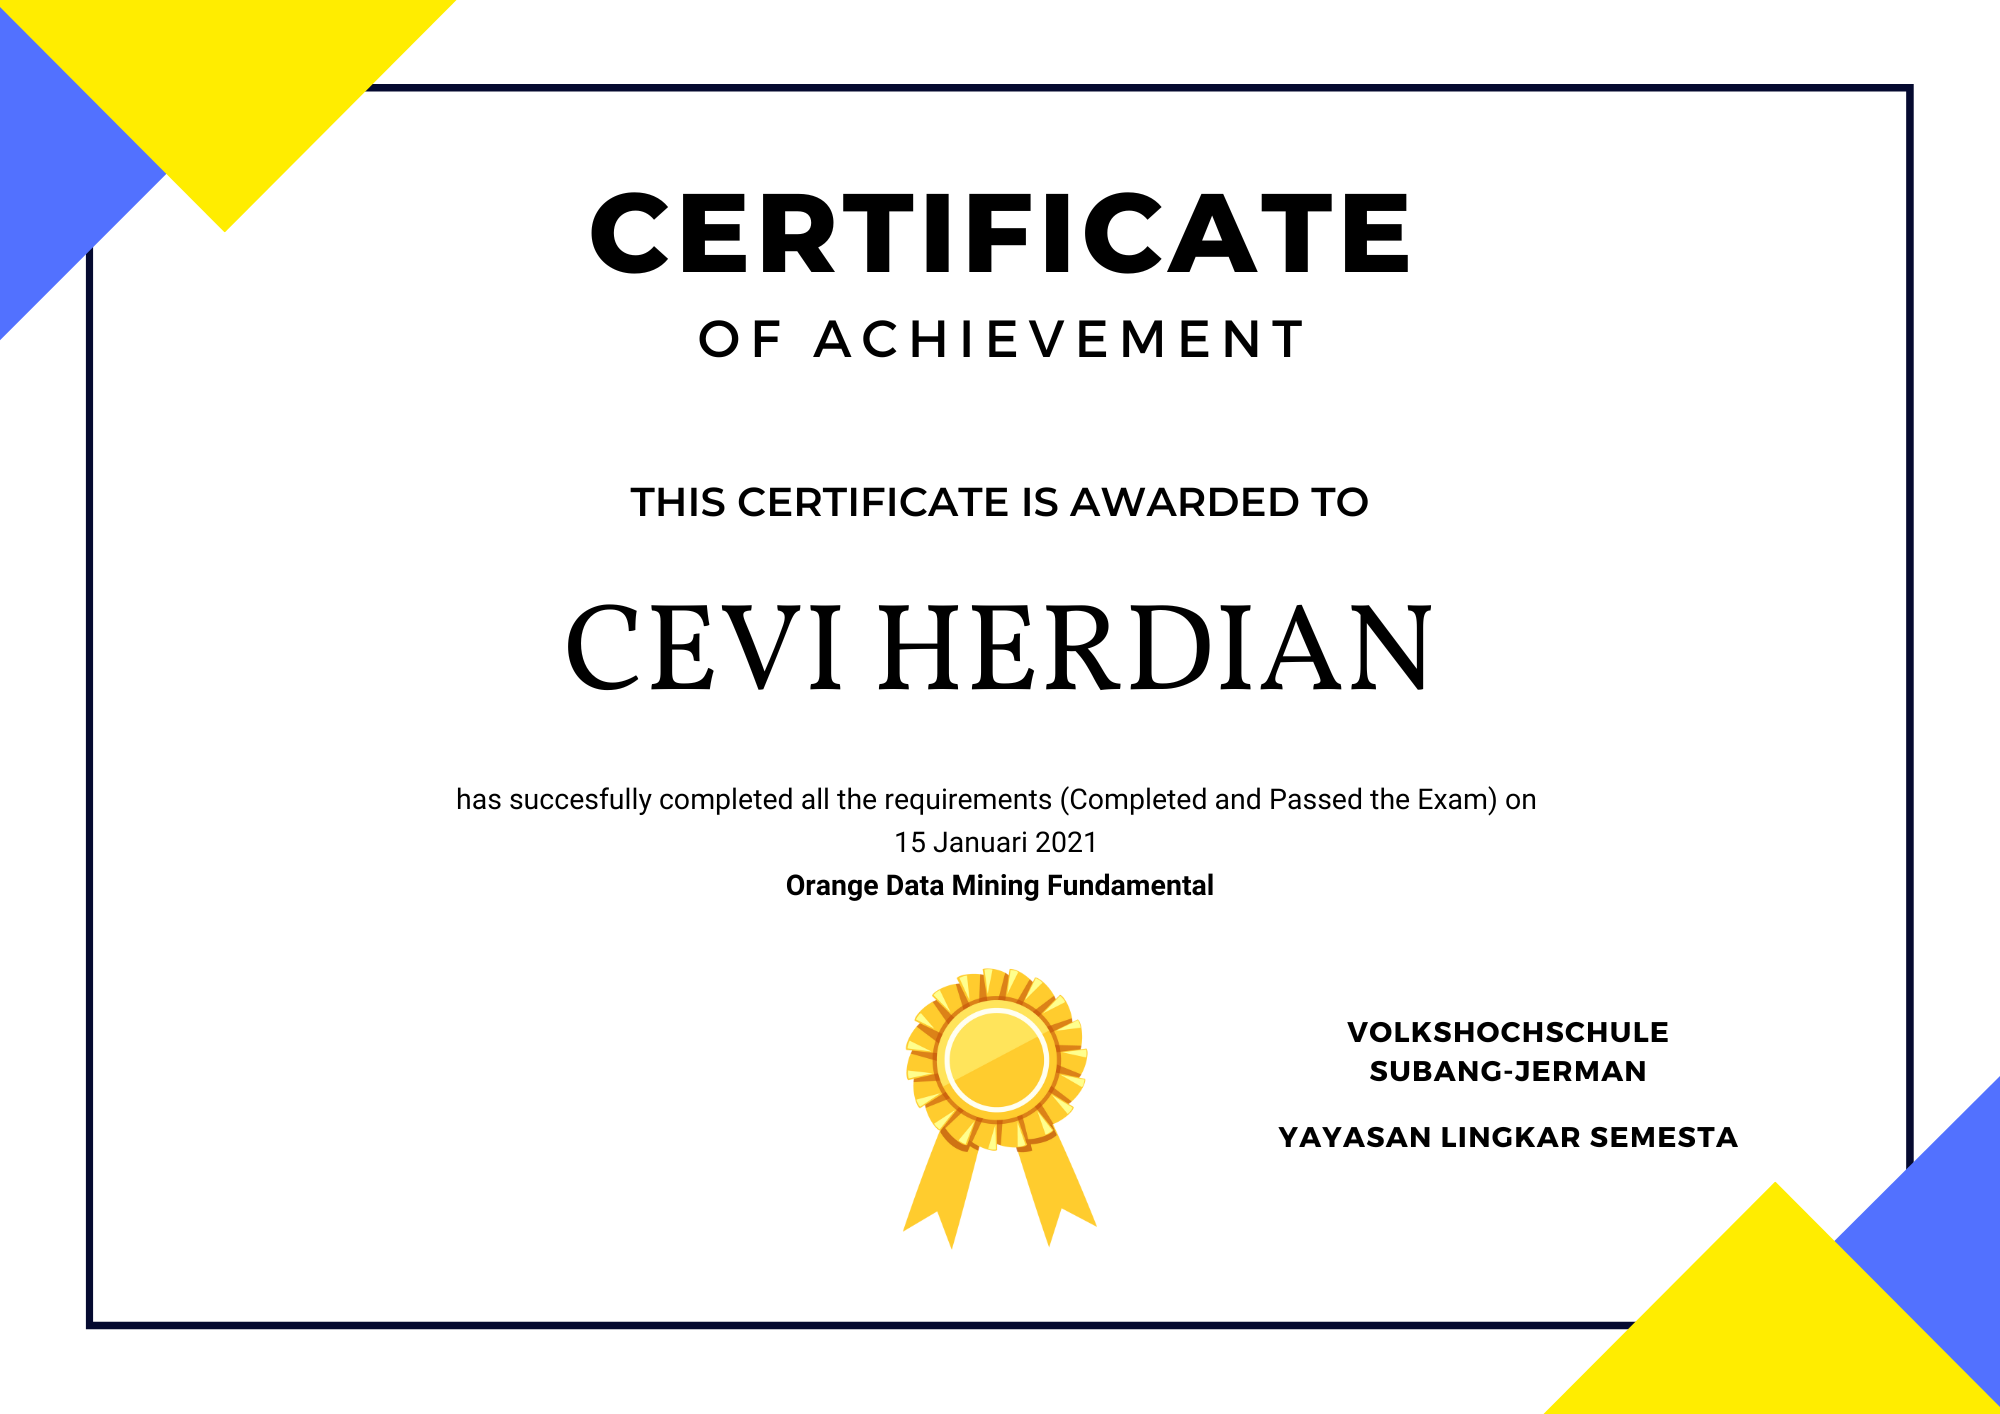 CERTIFICATE
OF ACHIEVEMENT
THIS CERTIFICATE IS AWARDED TO
CEVI HERDIAN
has succesfully completed all the requirements (Completed and Passed the Exam) on
15 Januari 2021
Orange Data Mining Fundamental
VOLKSHOCHSCHULE
SUBANG-JERMAN
YAYASAN LINGKAR SEMESTA